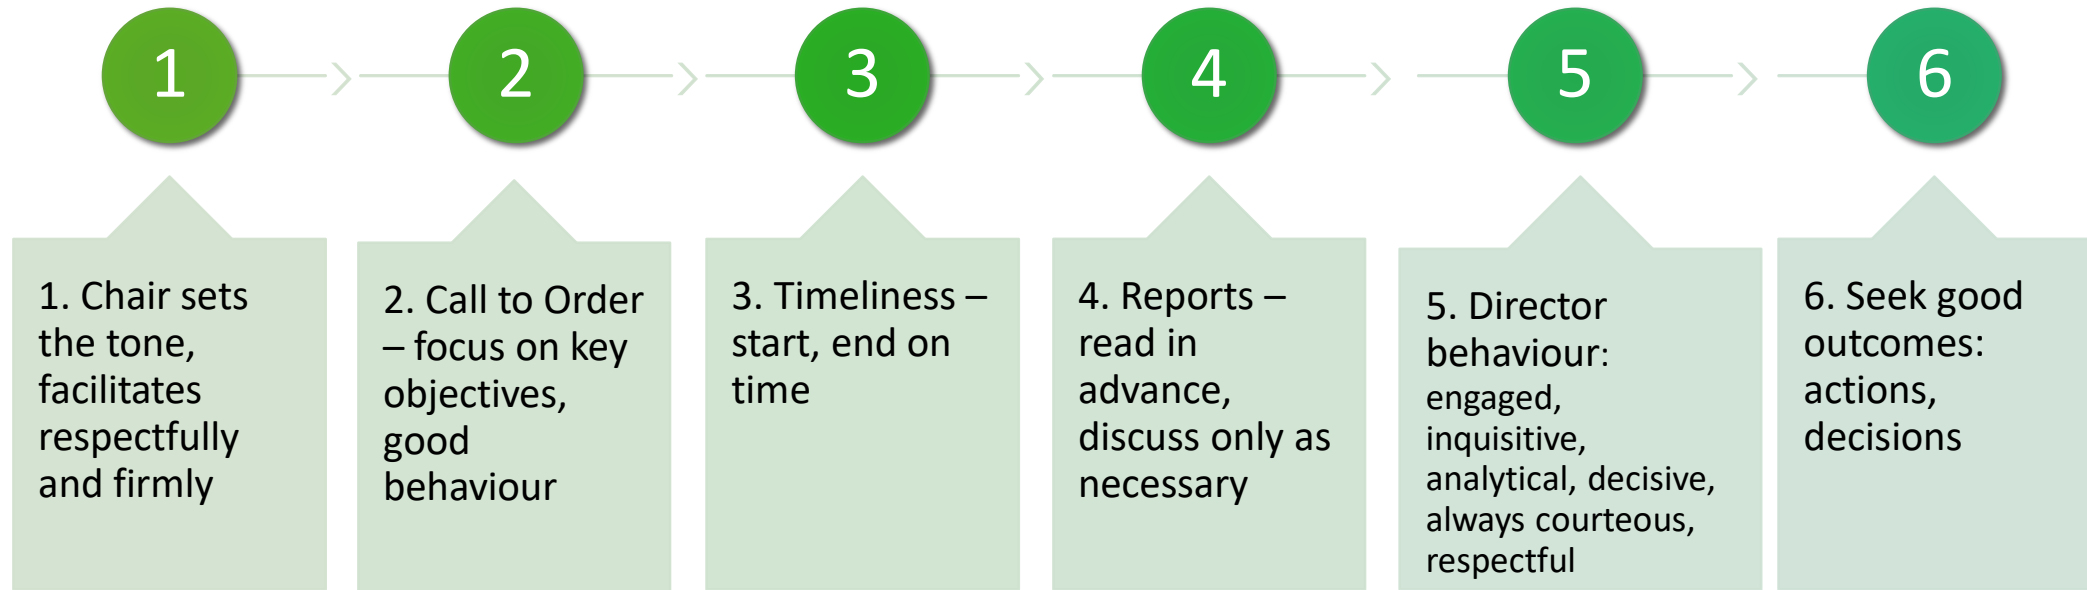 1
2
3
4
5
6
1. Chair sets
the tone,
facilitates
respectfully
and firmly
2. Call to Order
– focus on key
objectives,
good
behaviour
3. Timeliness –
start, end on
time
4. Reports –
read in
advance,
discuss only as
necessary
5. Director
behaviour:
engaged,
inquisitive,
analytical, decisive,
always courteous,
respectful
6. Seek good
outcomes:
actions,
decisions